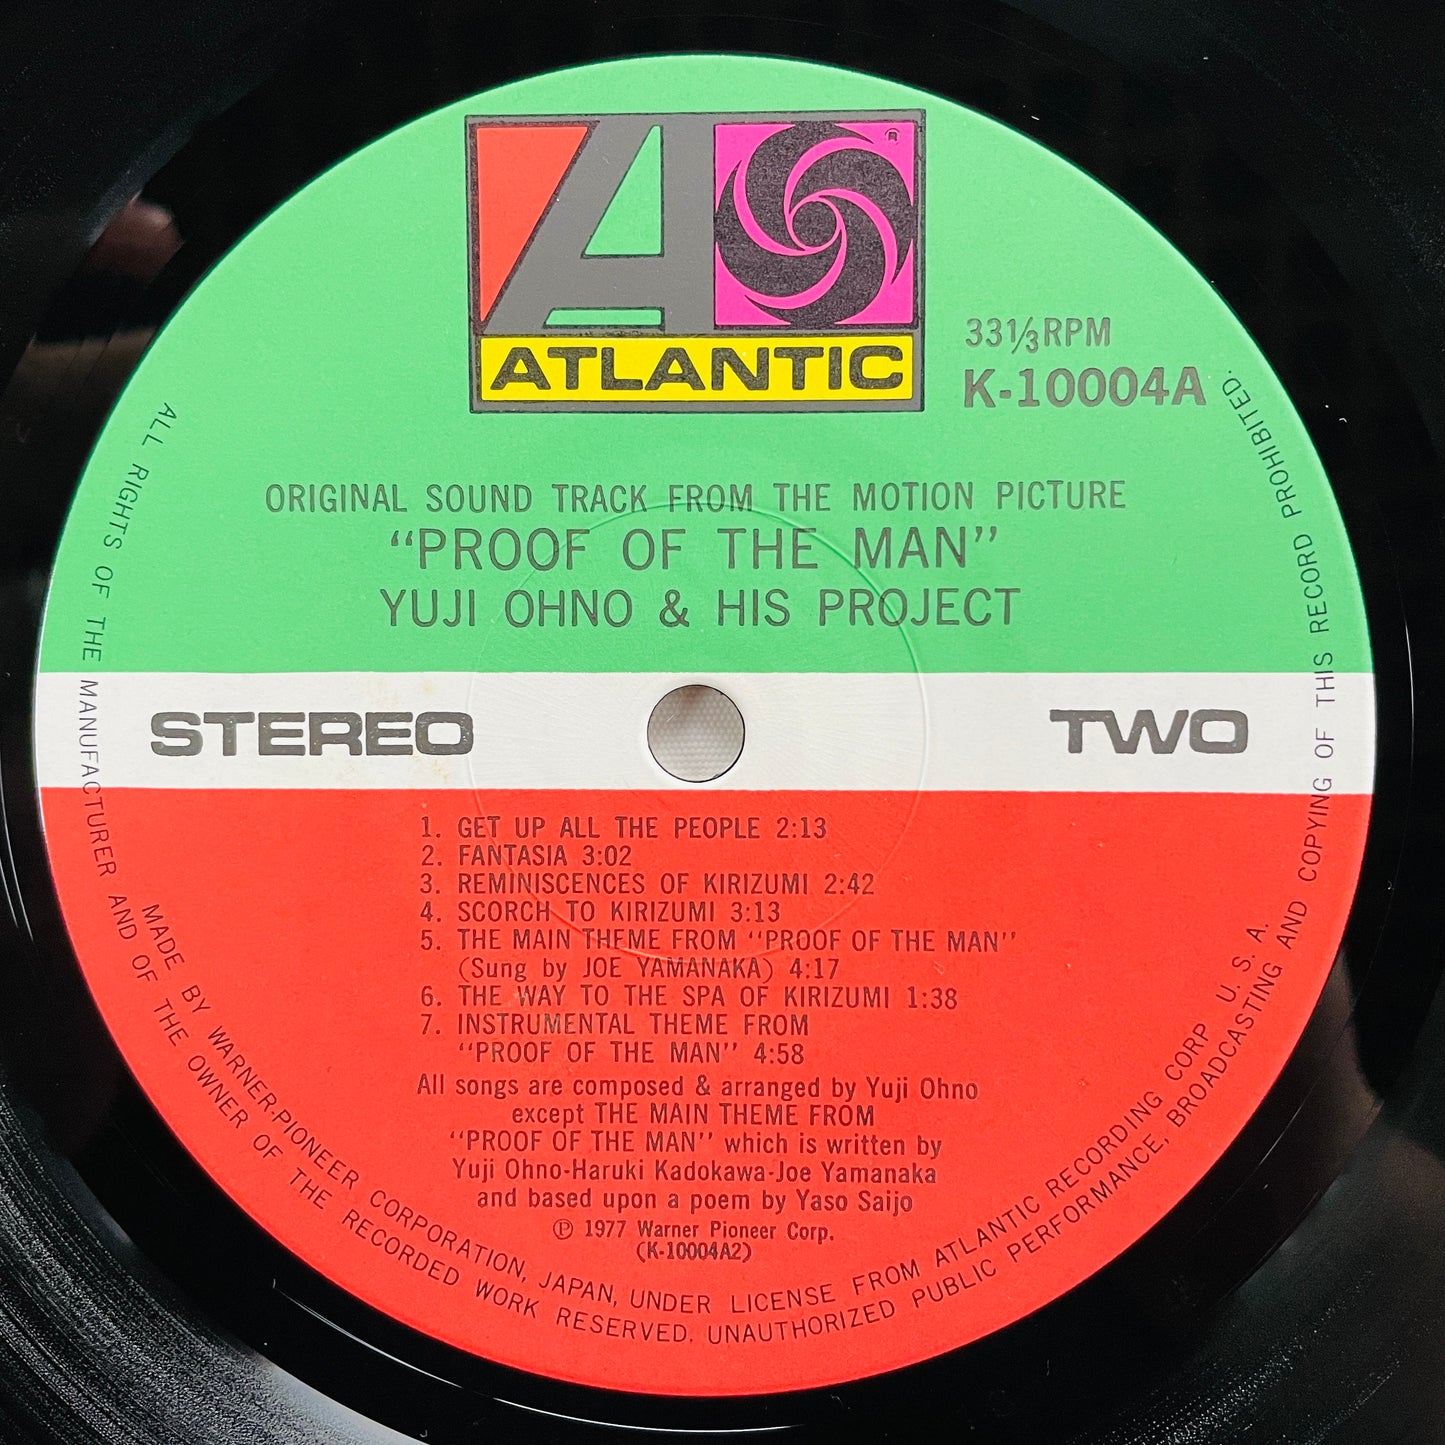 ATLANTIC
®
33⅓RPM
K-10004A
ORIGINAL SOUND TRACK FROM THE MOTION PICTURE
"PROOF OF THE MAN"
YUJI OHNO & HIS PROJECT
STEREO
TWO
1. GET UP ALL THE PEOPLE 2:13
2. FANTASIA 3:02
3. REMINISCENCES OF KIRIZUMI 2:42
4. SCORCH TO KIRIZUMI 3:13
5. THE MAIN THEME FROM "PROOF OF THE MAN"
(Sung by JOE YAMANAKA) 4:17
6. THE WAY TO THE SPA OF KIRIZUMI 1:38
7. INSTRUMENTAL THEME FROM
"PROOF OF THE MAN" 4:58
All songs are composed & arranged by Yuji Ohno
except THE MAIN THEME FROM
"PROOF OF THE MAN" which is written by
Yuji Ohno-Haruki Kadokawa-Joe Yamanaka
and based upon a poem by Yaso Saijo
Ⓟ 1977 Warner Pioneer Corp.
(K-10004A2)
MADE BY WARNER-PIONEER CORPORATION, JAPAN, UNDER LICENSE FROM ATLANTIC RECORDING CORP. U. S. A.
ALL RIGHTS OF THE MANUFACTURER AND OF THE OWNER OF THE RECORDED WORK RESERVED. UNAUTHORIZED PUBLIC PERFORMANCE, BROADCASTING AND COPYING OF THIS RECORD PROHIBITED.